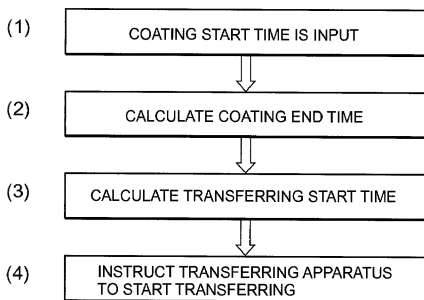 (1) COATING START TIME IS INPUT
(2) CALCULATE COATING END TIME
(3) CALCULATE TRANSFERRING START TIME
(4) INSTRUCT TRANSFERRING APPARATUS
TO START TRANSFERRING